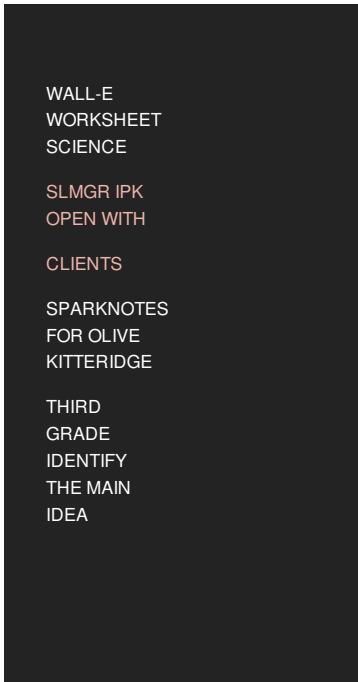 WALL-E
WORKSHEET
SCIENCE
SLMGR IPK
OPEN WITH
CLIENTS
SPARKNOTES
FOR OLIVE
KITTERIDGE
THIRD
GRADE
IDENTIFY
THE MAIN
IDEA